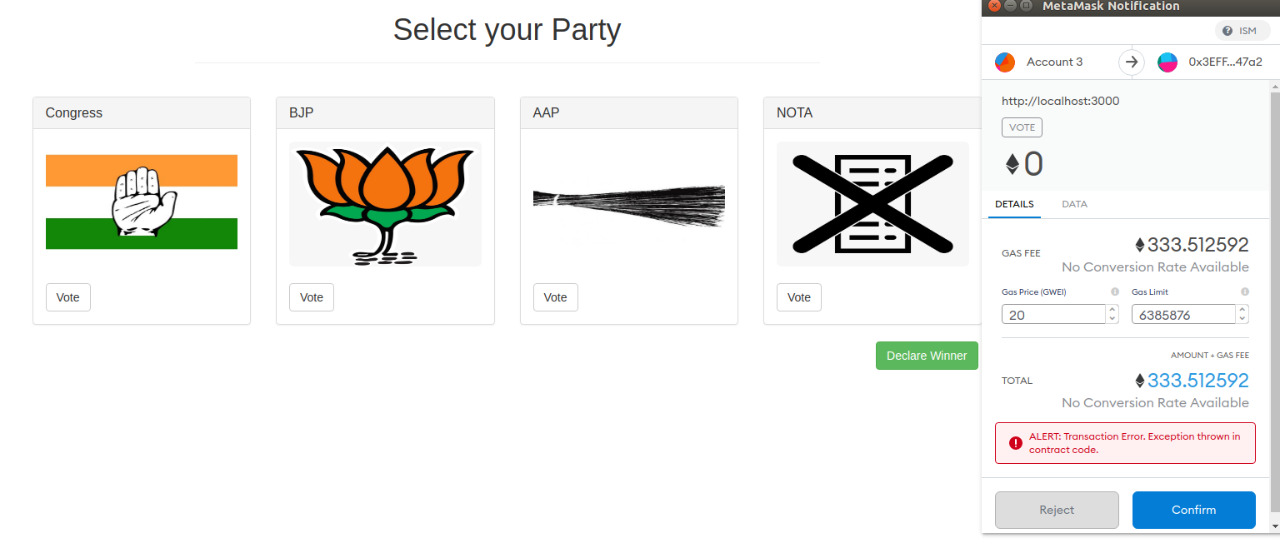 Select your Party
Congress
Vote
BJP
Vote
AAP
Vote
NOTA
Vote
Declare Winner
MetaMask Notification
? ISM
Account 3
0x3EFF...47a2
http://localhost:3000
VOTE
0
DETAILS DATA
GAS FEE
333.512592
No Conversion Rate Available
Gas Price (GWEI) Gas Limit
20 6385876
AMOUNT + GAS FEE
TOTAL
333.512592
No Conversion Rate Available
ALERT: Transaction Error. Exception thrown in
contract code.
Reject Confirm